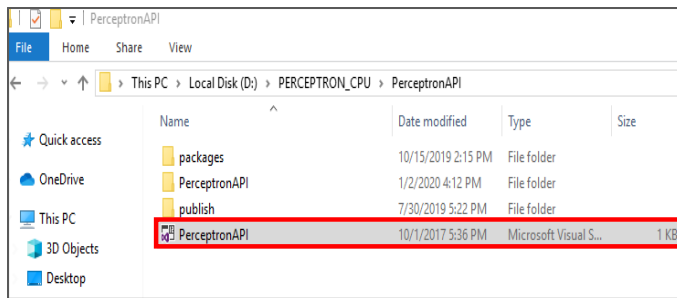 PerceptronAPI
File Home Share View
This PC > Local Disk (D:) > PERCEPTRON_CPU > PerceptronAPI
Name Date modified Type Size
Quick access
packages 10/15/2019 2:15 PM File folder
OneDrive
PerceptronAPI 1/2/2020 4:12 PM File folder
publish 7/30/2019 5:22 PM File folder
This PC
PerceptronAPI 10/1/2017 5:36 PM Microsoft Visual S... 1 KB
3D Objects
Desktop